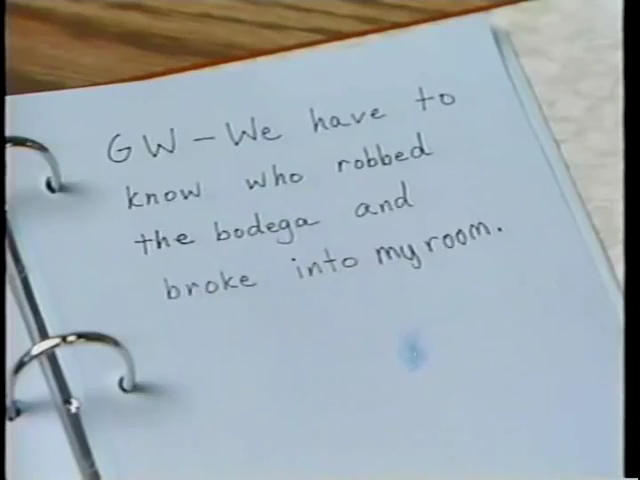 GW – We have to
know who robbed
the bodega and
broke into my room.